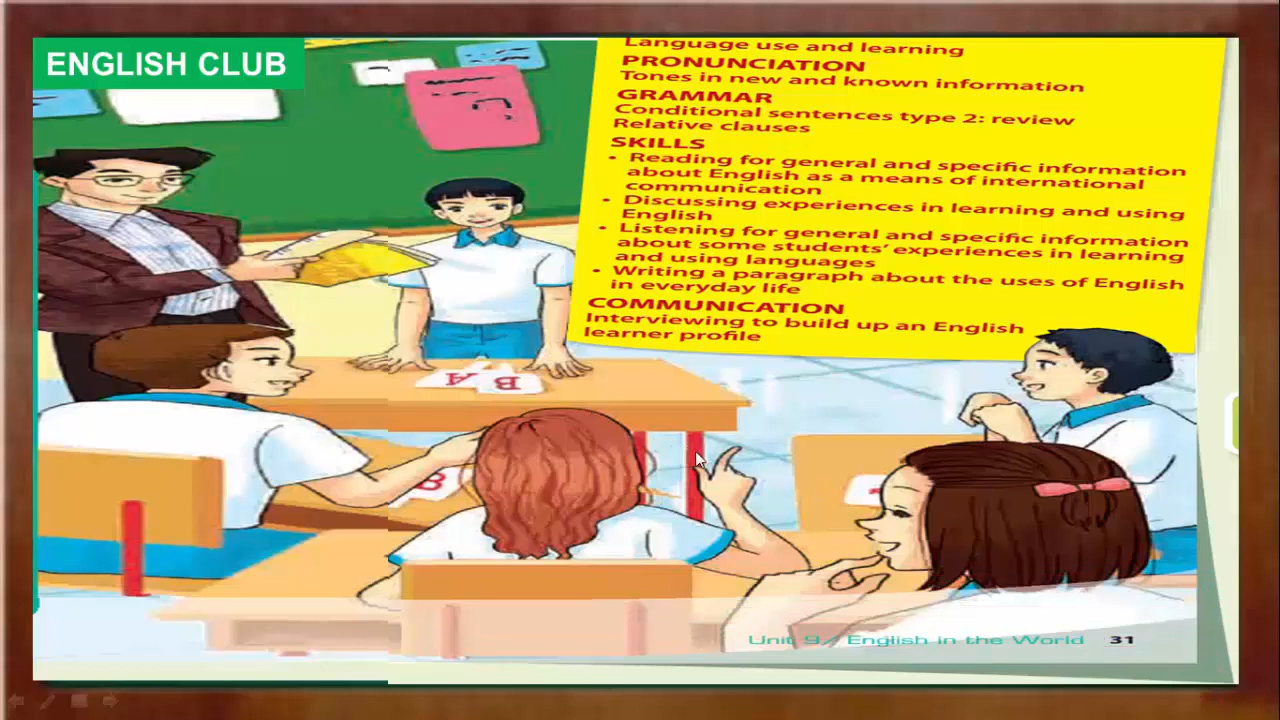 ENGLISH CLUB
Language use and learning
PRONUNCIATION
Tones in new and known information
GRAMMAR
Conditional sentences type 2: review
Relative clauses
SKILLS
• Reading for general and specific information
about English as a means of international
communication
• Discussing experiences in learning and using
English
• Listening for general and specific information
about some students' experiences in learning
and using languages
• Writing a paragraph about the uses of English
in everyday life
COMMUNICATION
Interviewing to build up an English
learner profile
A B
B
Unit 9 / English in the World 31